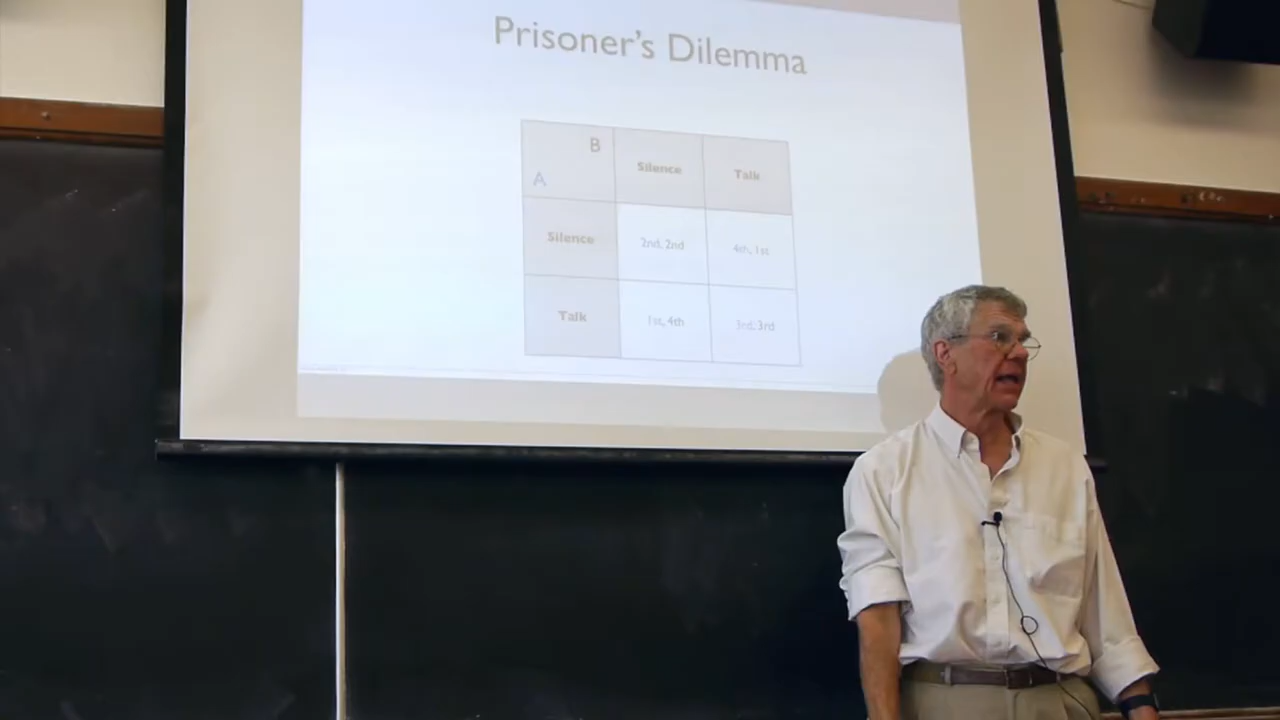 Prisoner's Dilemma
B
A
Silence
Talk
Silence
2nd, 2nd
4th, 1st
Talk
1st, 4th
3rd, 3rd